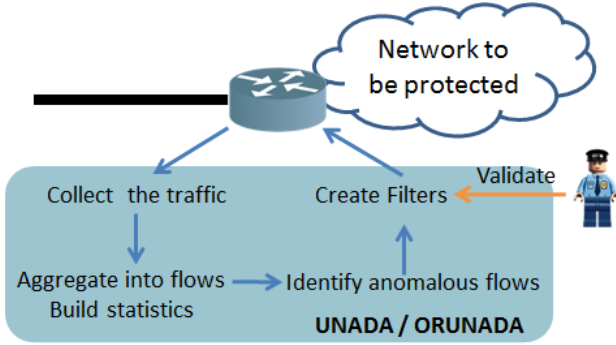 Network to
be protected
Validate
Collect the traffic
Create Filters
Aggregate into flows
Build statistics
Identify anomalous flows
UNADA / ORUNADA